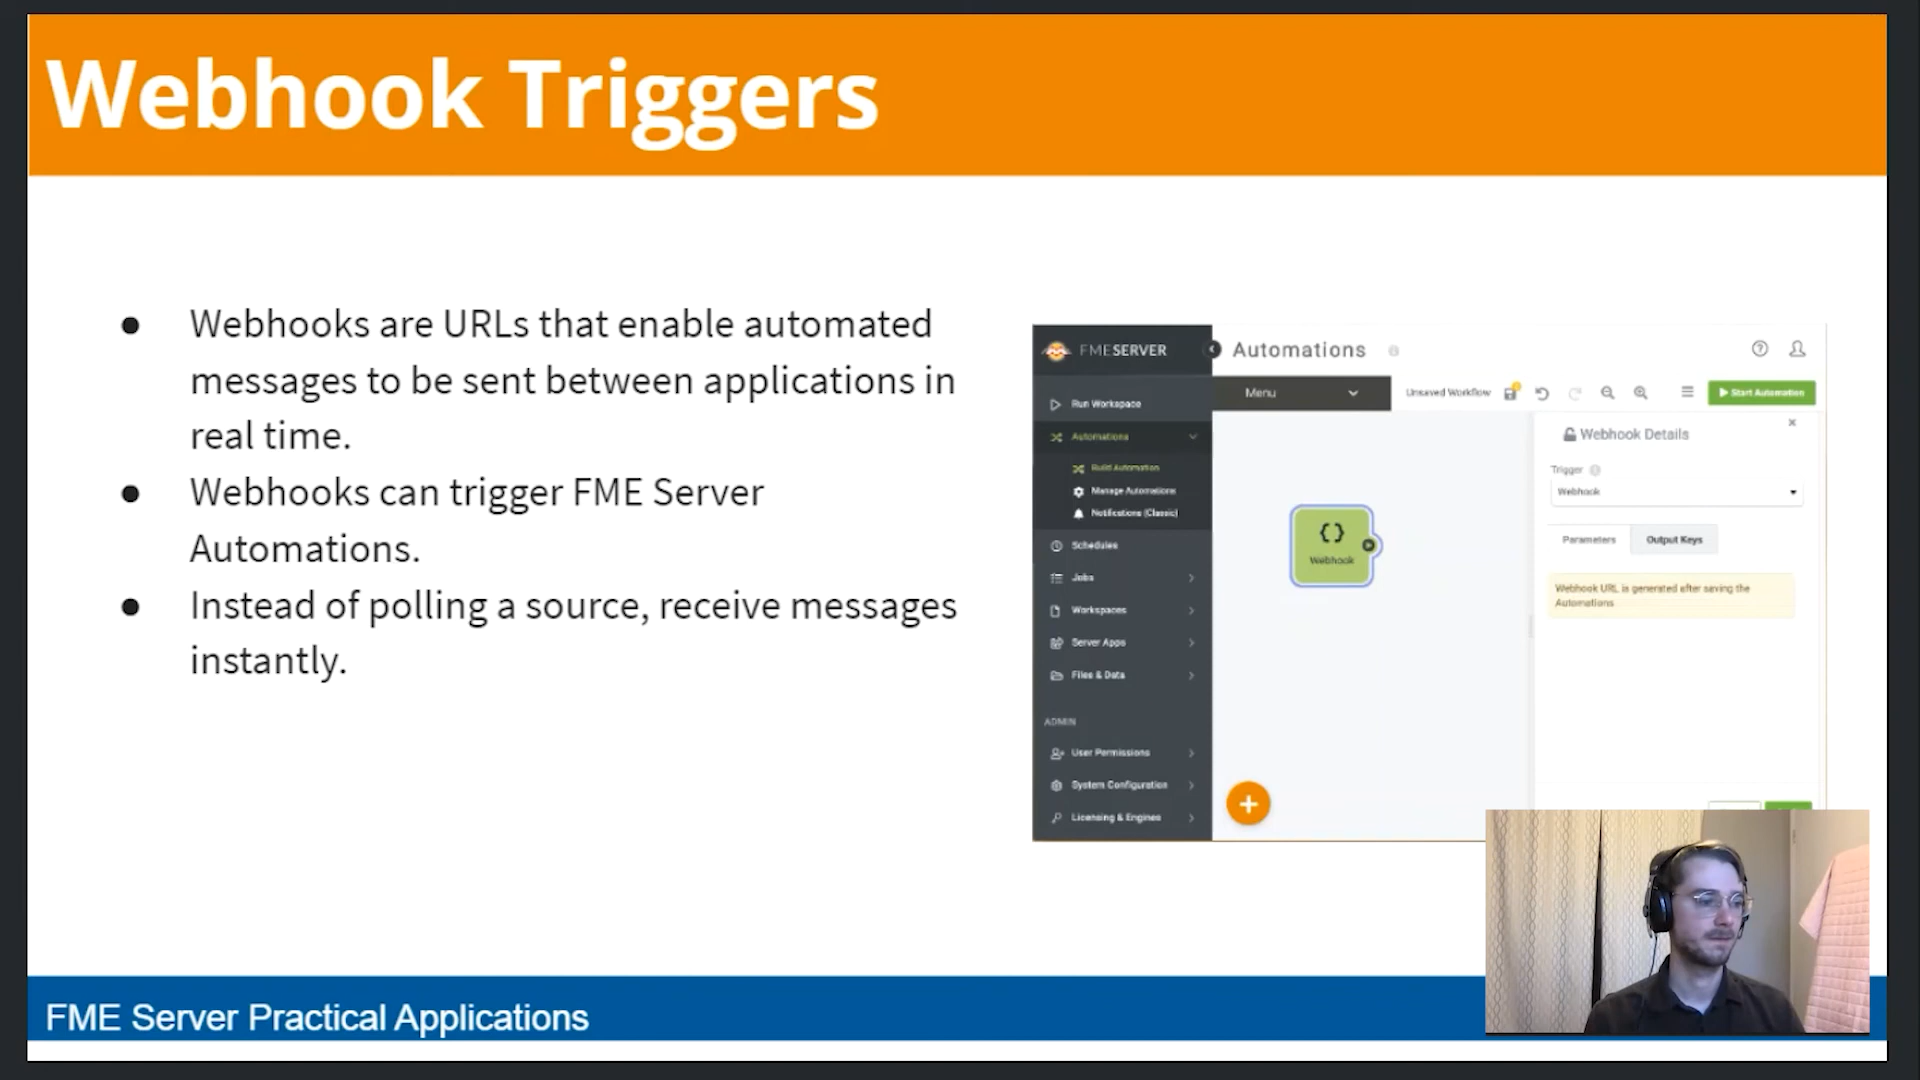 Webhook Triggers
● Webhooks are URLs that enable automated
messages to be sent between applications in
real time.
● Webhooks can trigger FME Server
Automations.
● Instead of polling a source, receive messages
instantly.
FMESERVER
Automations
Menu
Unsaved Workflow
Start Automation
Run Workspace
Automations
Build Automation
Manage Automations
Notifications (Classic)
Schedules
Jobs
Workspaces
Server Apps
Files & Data
ADMIN
User Permissions
System Configuration
Licensing & Engines
{}
Webhook
Webhook Details
Trigger
Webhook
Parameters
Output Keys
Webhook URL is generated after saving the
Automations
FME Server Practical Applications